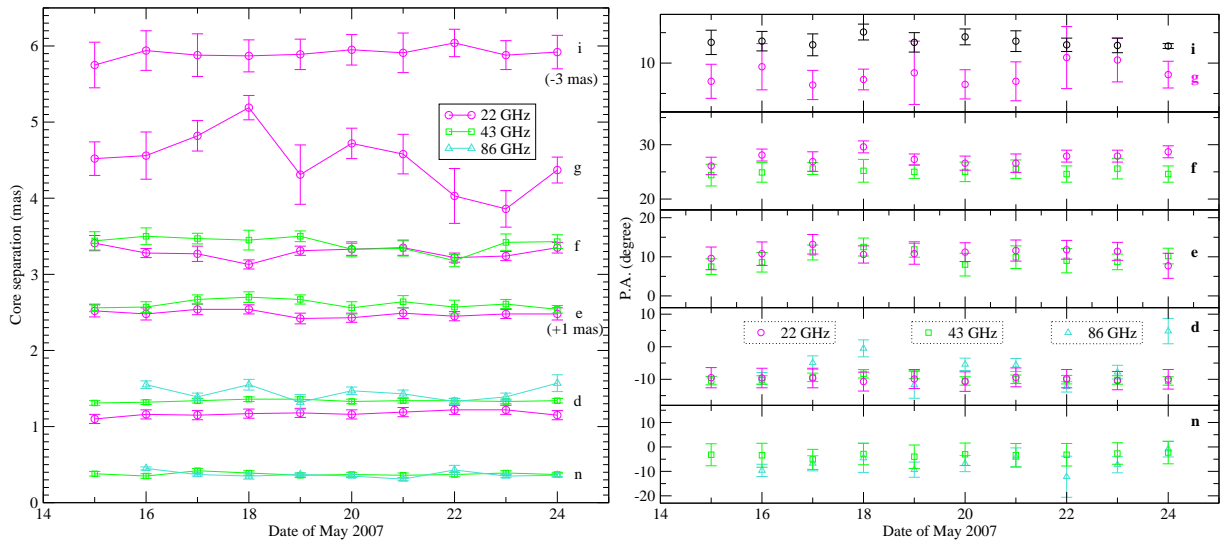 6
5
4
3
2
1
0
14
16
18
20
22
24
Core separation (mas)
Date of May 2007
22 GHz
43 GHz
86 GHz
i
(-3 mas)
g
f
e
(+1 mas)
d
n
10
i
g
30
20
f
20
10
0
e
10
0
-10
-20
d
22 GHz
43 GHz
86 GHz
10
0
-10
-20
n
P.A. (degree)
14
16
18
20
22
24
Date of May 2007